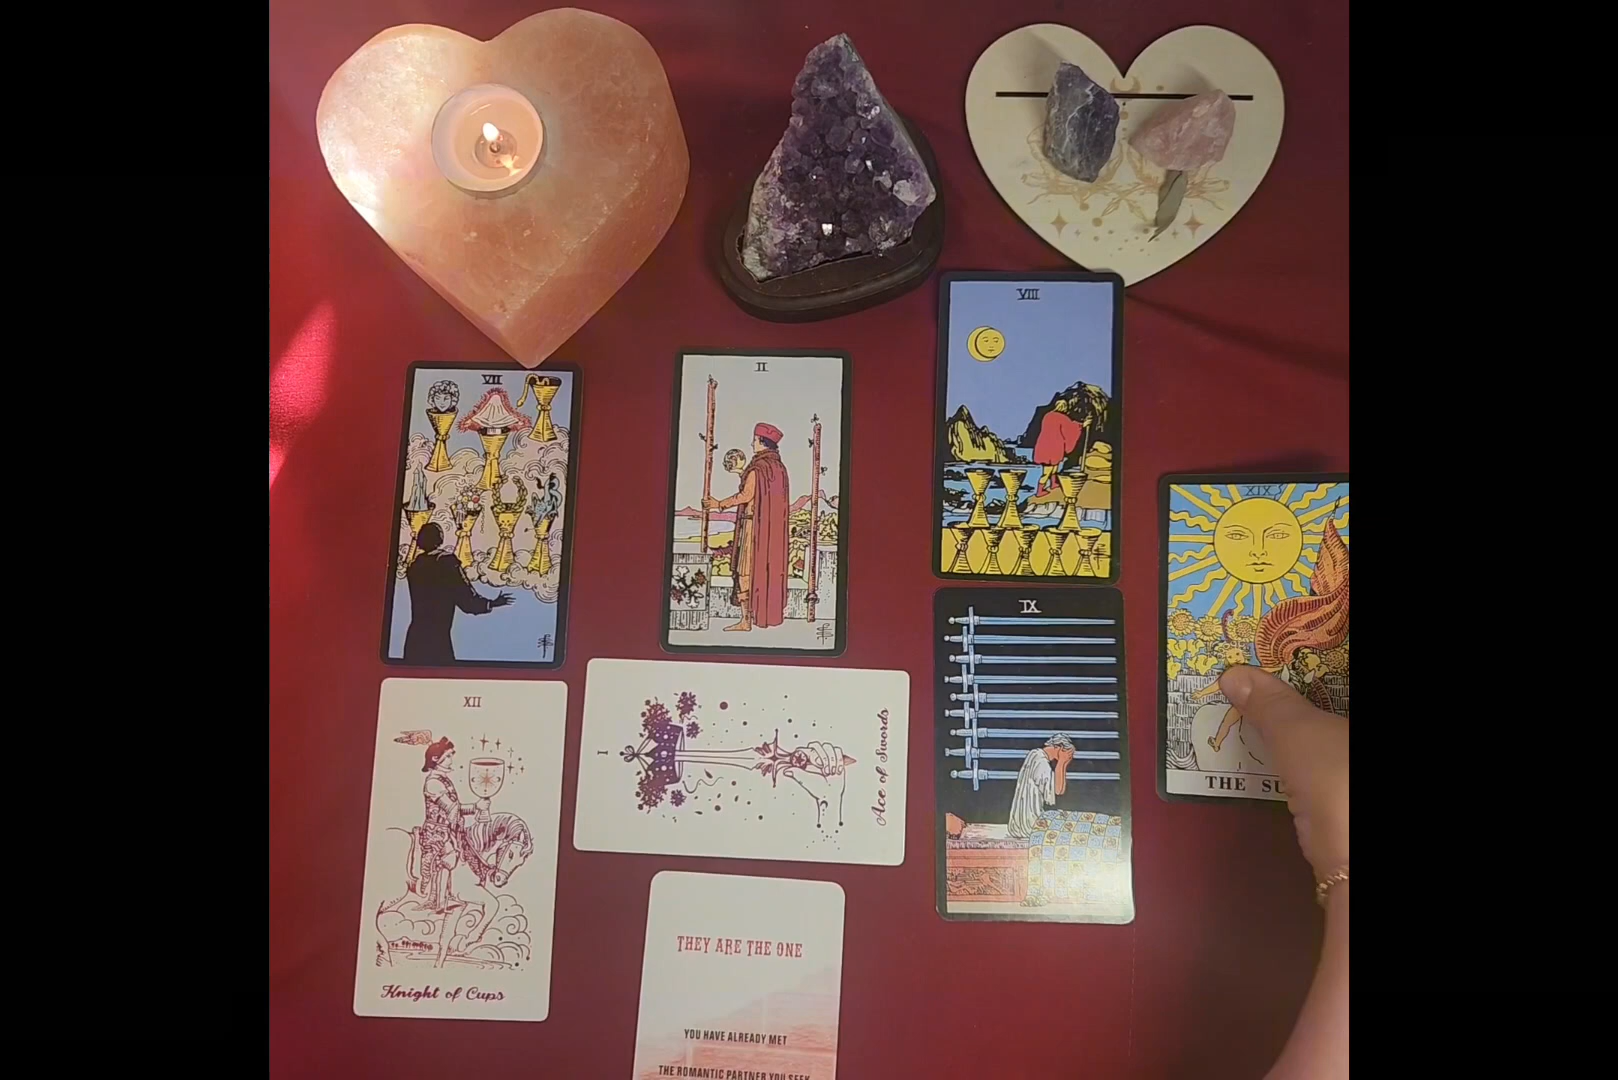 VIII
VII
II
XIX
IX
THE SU
XII
Knight of Cups
I
Ace of Swords
THEY ARE THE ONE
YOU HAVE ALREADY MET
THE ROMANTIC PARTNER YOU SEEK